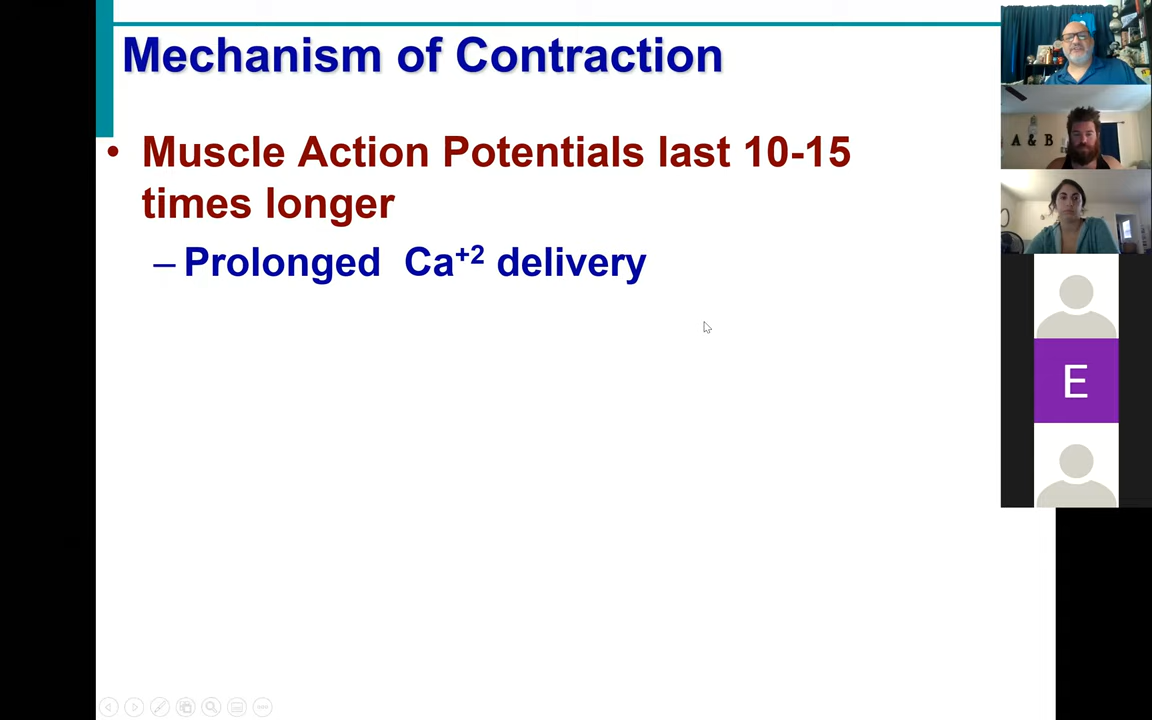 Mechanism of Contraction
• Muscle Action Potentials last 10-15
times longer
– Prolonged Ca⁺² delivery
A & B
E